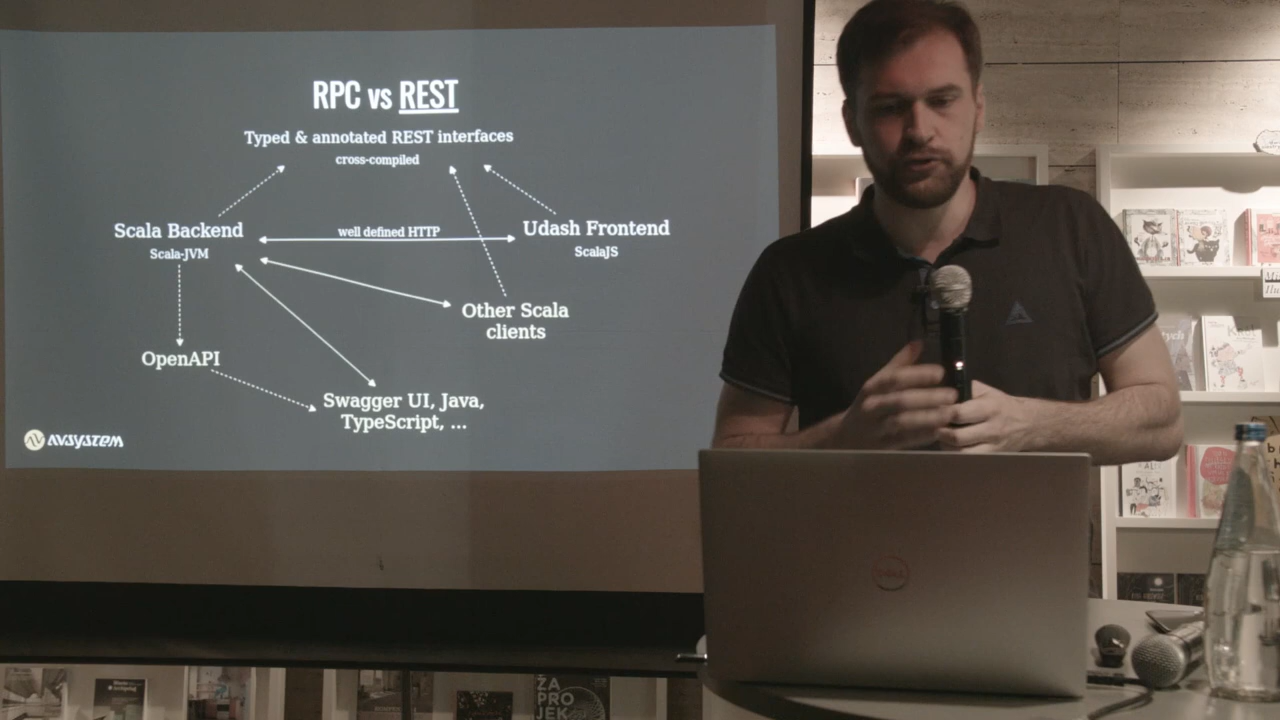 RPC vs REST
Typed & annotated REST interfaces
cross-compiled
Scala Backend
Scala-JVM
well defined HTTP
Udash Frontend
ScalaJS
Other Scala
clients
OpenAPI
Swagger UI, Java,
TypeScript, ...
AVSYSTEM
DELL
ŻA
PRO
JEK